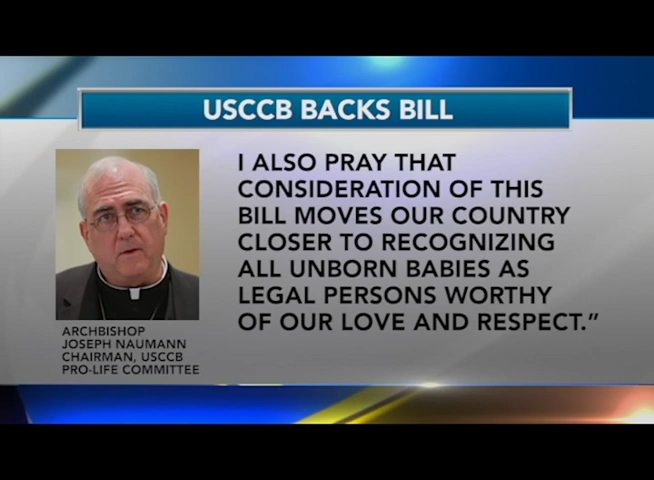 USCCB BACKS BILL
I ALSO PRAY THAT
CONSIDERATION OF THIS
BILL MOVES OUR COUNTRY
CLOSER TO RECOGNIZING
ALL UNBORN BABIES AS
LEGAL PERSONS WORTHY
OF OUR LOVE AND RESPECT.”
ARCHBISHOP
JOSEPH NAUMANN
CHAIRMAN, USCCB
PRO-LIFE COMMITTEE